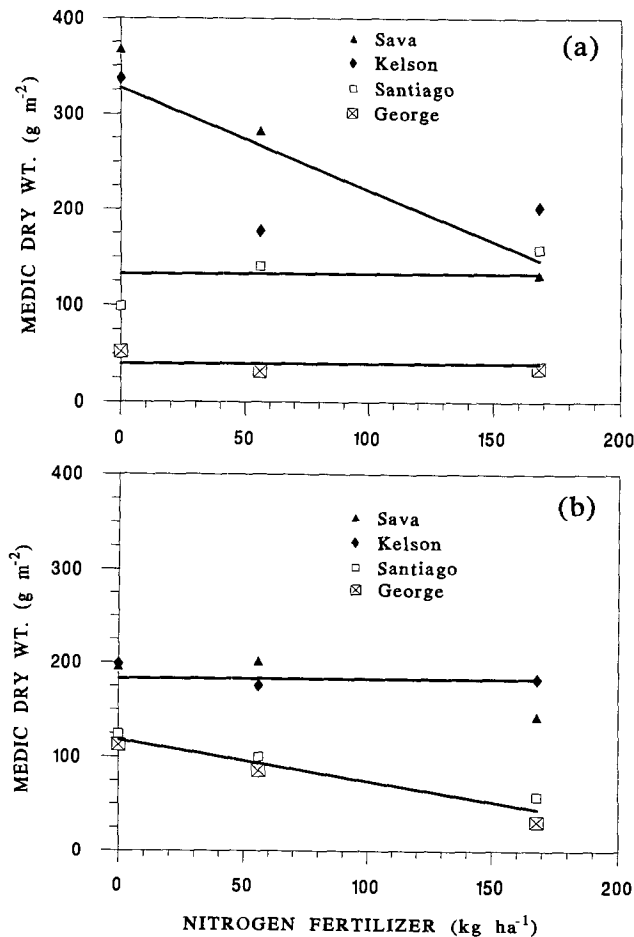 400
300
200
100
0
MEDIC DRY WT. (g m-2)
(a)
Sava
Kelson
Santiago
George
0 50 100 150 200
400
300
200
100
0
MEDIC DRY WT. (g m-2)
(b)
Sava
Kelson
Santiago
George
0 50 100 150 200
NITROGEN FERTILIZER (kg ha-1)